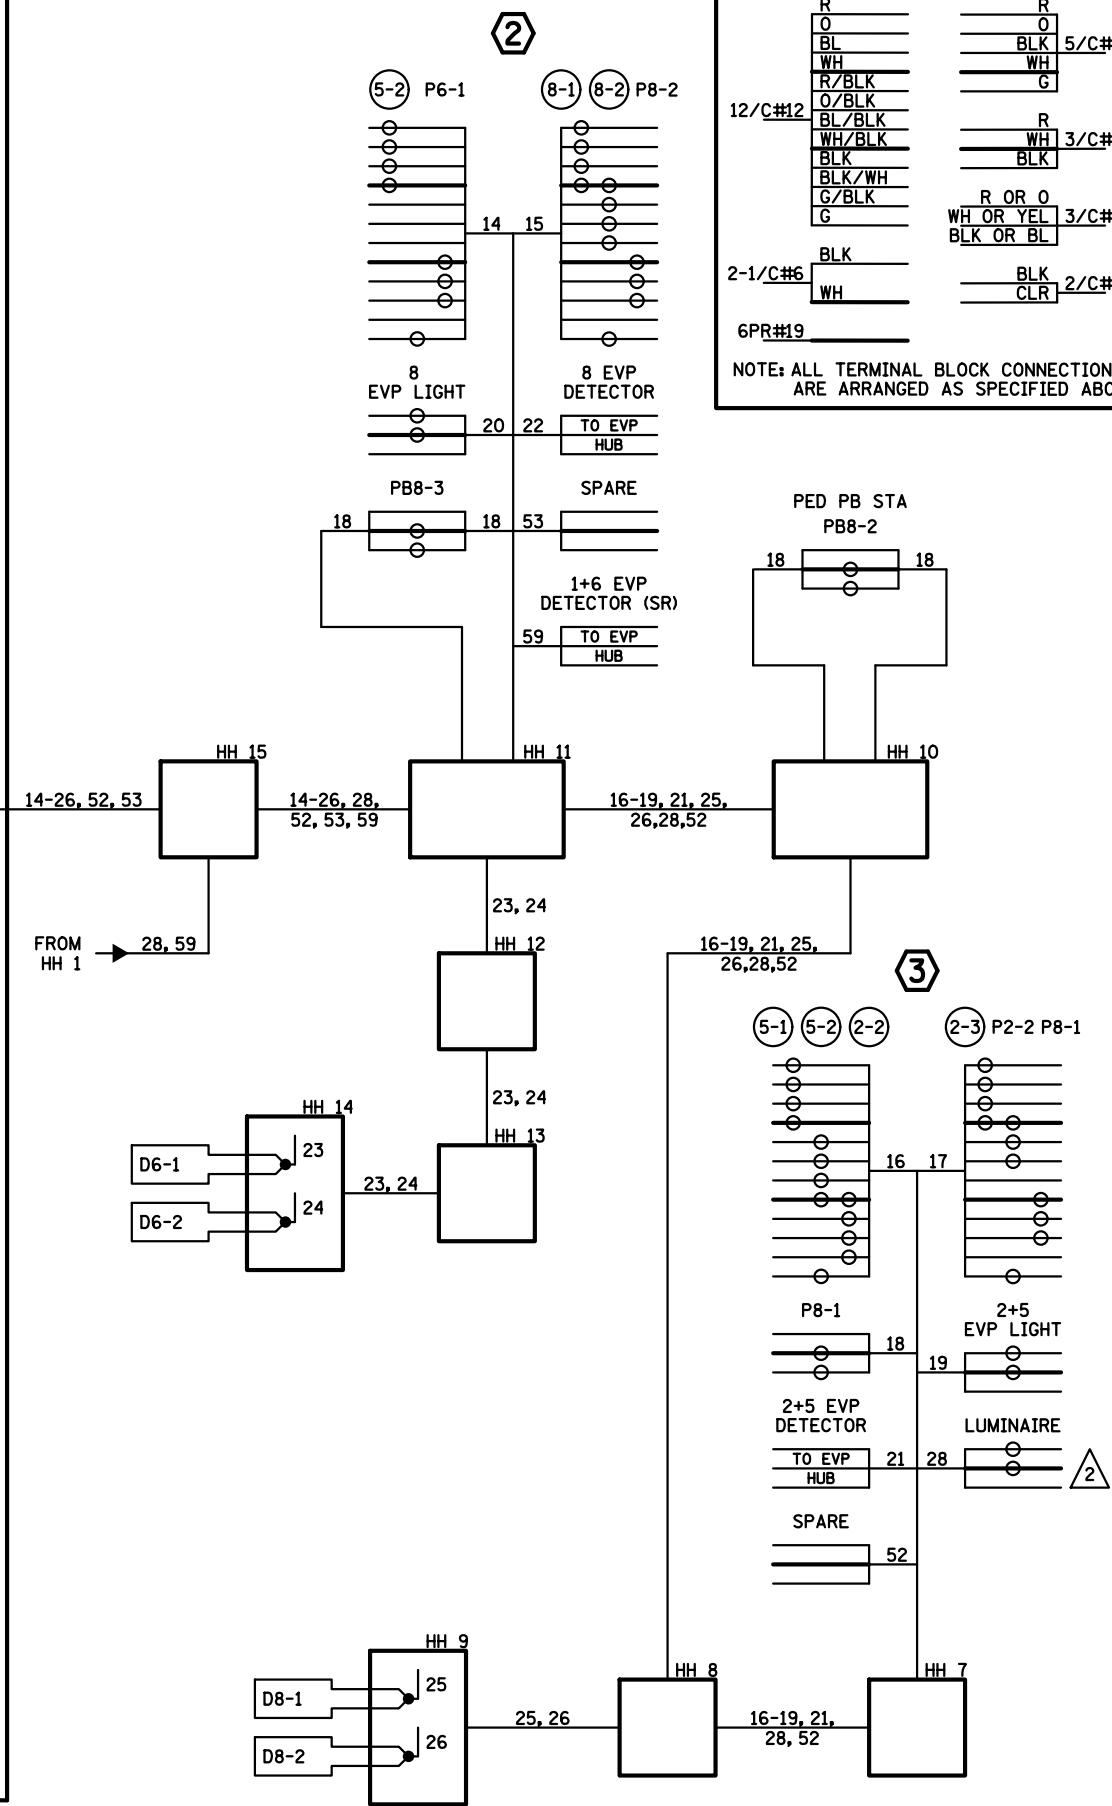 2
5-2 P6-1
8-1 8-2 P8-2
14 15
8
EVP LIGHT
8 EVP
DETECTOR
20 22
TO EVP
HUB
PB8-3
SPARE
18 18 53
1+6 EVP
DETECTOR (SR)
59
TO EVP
HUB
12/C#12
R
O
BL
WH
R/BLK
O/BLK
BL/BLK
WH/BLK
BLK
BLK/WH
G/BLK
G
2-1/C#6
BLK
WH
6PR#19
R
O
BLK
WH
G
5/C#
R
WH
BLK
3/C#
R OR O
WH OR YEL
BLK OR BL
3/C#
BLK
CLR
2/C#
NOTE: ALL TERMINAL BLOCK CONNECTION
ARE ARRANGED AS SPECIFIED ABO
PED PB STA
PB8-2
18 18
HH 15
HH 11
HH 10
14-26, 52, 53
14-26, 28,
52, 53, 59
16-19, 21, 25,
26,28,52
FROM
HH 1
28, 59
23, 24
HH 12
23, 24
HH 13
HH 14
D6-1
23
D6-2
24
23, 24
16-19, 21, 25,
26,28,52
3
5-1 5-2 2-2
2-3 P2-2 P8-1
16 17
P8-1
18
2+5
EVP LIGHT
19
2+5 EVP
DETECTOR
TO EVP
HUB
21 28
LUMINAIRE
2
SPARE
52
HH 9
D8-1
25
D8-2
26
25, 26
HH 8
16-19, 21,
28, 52
HH 7